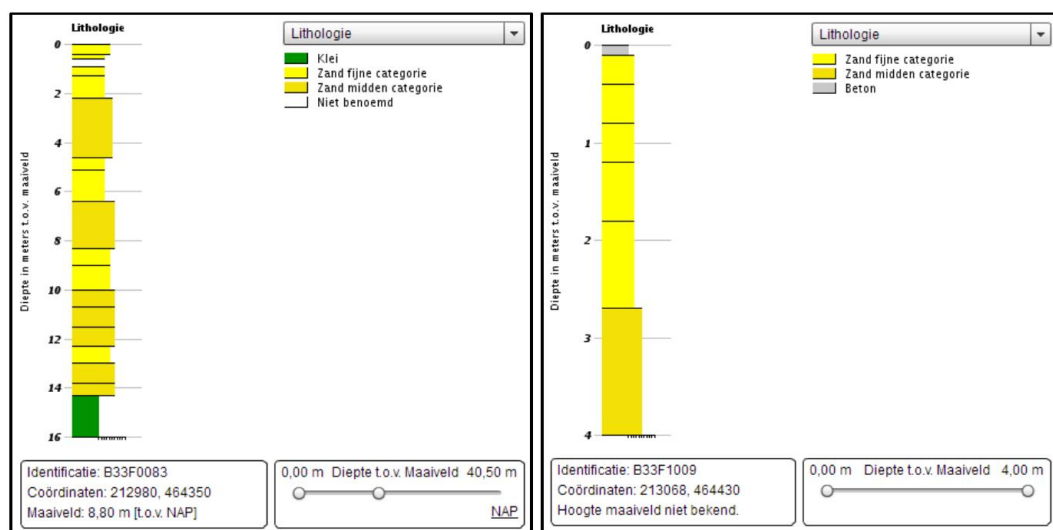 Lithologie
Lithologie
Klei
Zand fijne categorie
Zand midden categorie
Niet benoemd
0
2
4
6
8
10
12
14
16
Diepte in meters t.o.v. maaiveld
Identificatie: B33F0083
Coördinaten: 212980, 464350
Maaiveld: 8,80 m [t.o.v. NAP]
0,00 m Diepte t.o.v. Maaiveld 40,50 m
NAP
Lithologie
Lithologie
Zand fijne categorie
Zand midden categorie
Beton
0
1
2
3
4
Diepte in meters t.o.v. maaiveld
Identificatie: B33F1009
Coördinaten: 213068, 464430
Hoogte maaiveld niet bekend.
0,00 m Diepte t.o.v. Maaiveld 4,00 m